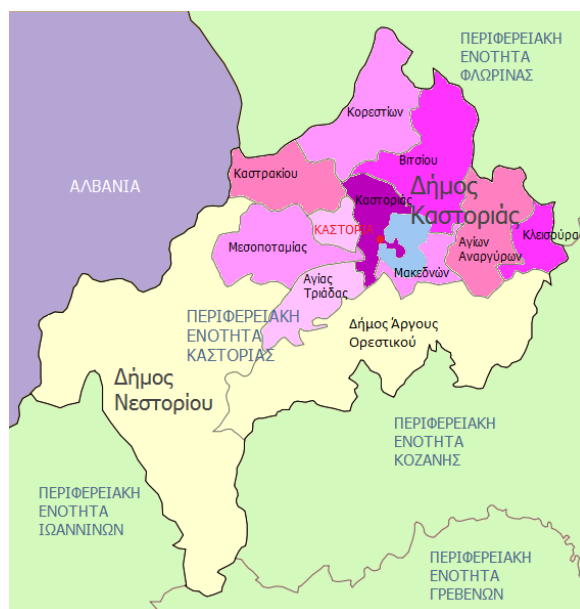 ΠΕΡΙΦΕΡΕΙΑΚΗ
ΕΝΟΤΗΤΑ
ΦΛΩΡΙΝΑΣ
Κορεστίων
Βιτσίου
Καστρακίου
ΑΛΒΑΝΙΑ
Δήμος
Καστοριάς
Καστοριάς
ΚΑΣΤΟΡΙΑ
Κλεισούρας
Μεσοποταμίας
Αγίων
Αναργύρων
Μακεδνών
Αγίας
Τριάδας
ΠΕΡΙΦΕΡΕΙΑΚΗ
ΕΝΟΤΗΤΑ
ΚΑΣΤΟΡΙΑΣ
Δήμος Άργους
Ορεστικού
Δήμος
Νεστορίου
ΠΕΡΙΦΕΡΕΙΑΚΗ
ΕΝΟΤΗΤΑ
ΚΟΖΑΝΗΣ
ΠΕΡΙΦΕΡΕΙΑΚΗ
ΕΝΟΤΗΤΑ
ΙΩΑΝΝΙΝΩΝ
ΠΕΡΙΦΕΡΕΙΑΚΗ
ΕΝΟΤΗΤΑ
ΓΡΕΒΕΝΩΝ